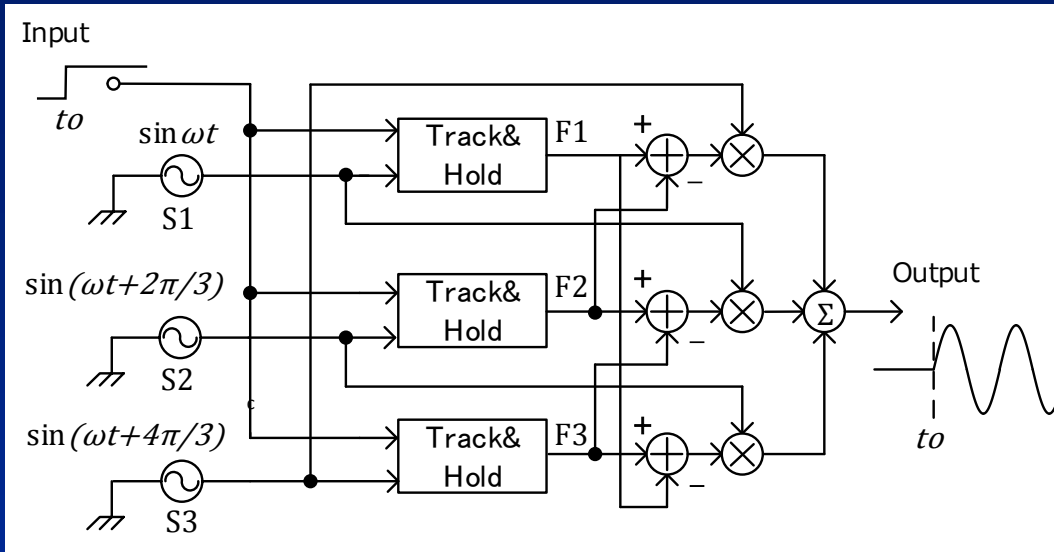 Input
to
sin ωt
S1
Track&
Hold
F1
+
−
sin(ωt+2π/3)
S2
Track&
Hold
F2
+
−
Output
Σ
to
c
sin(ωt+4π/3)
S3
Track&
Hold
F3
+
−